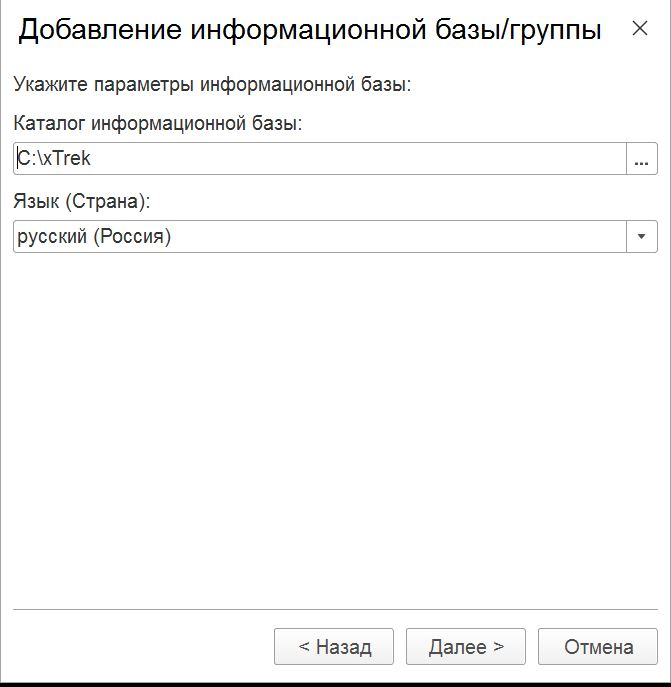 Добавление информационной базы/группы
Укажите параметры информационной базы:
Каталог информационной базы:
C:\xTrek
...
Язык (Страна):
русский (Россия)
< Назад
Далее >
Отмена